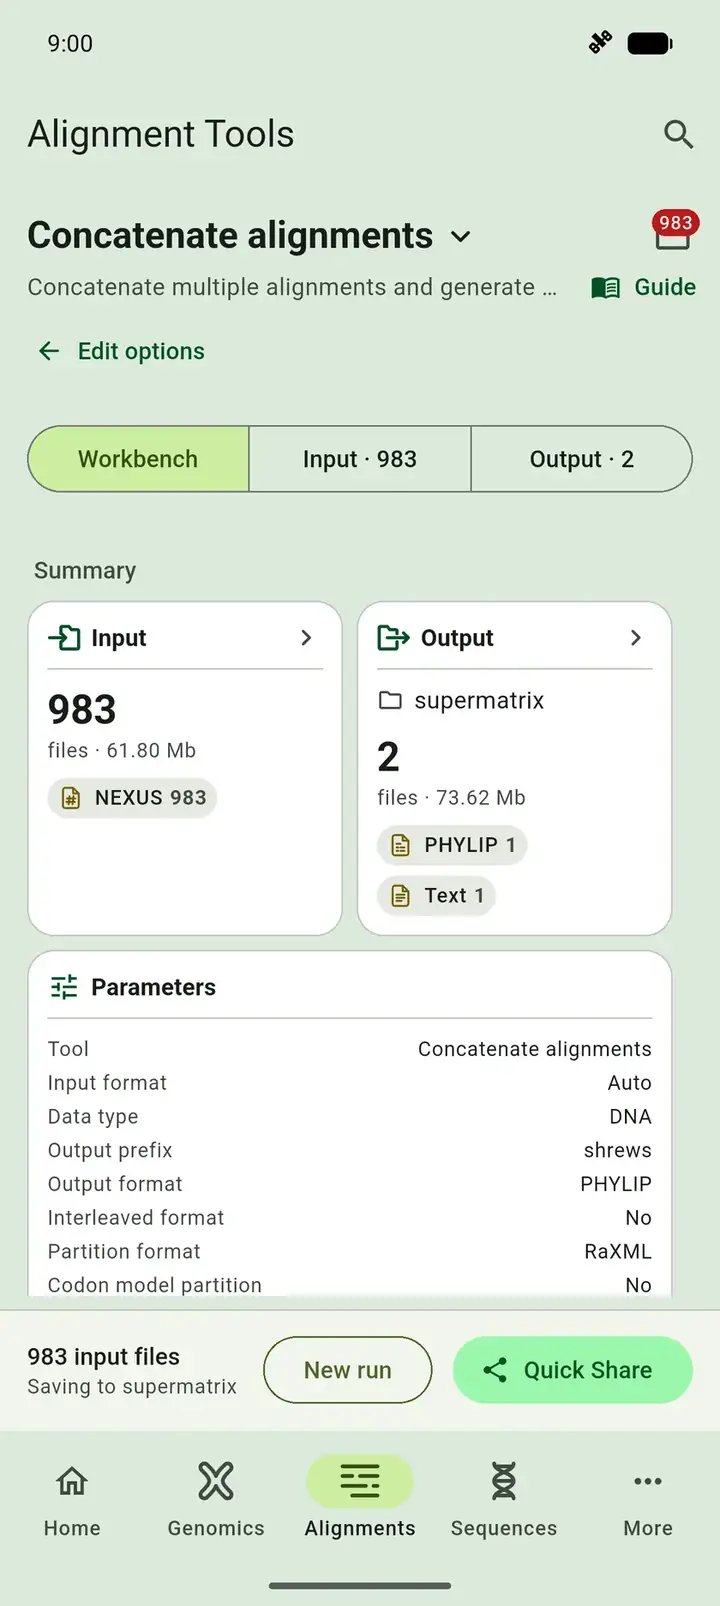 9:00
Alignment Tools
Concatenate alignments
983
Concatenate multiple alignments and generate ...
Guide
Edit options
Workbench
Input · 983
Output · 2
Summary
Input
983
files · 61.80 Mb
NEXUS 983
Output
supermatrix
2
files · 73.62 Mb
PHYLIP 1
Text 1
Parameters
Tool Concatenate alignments
Input format Auto
Data type DNA
Output prefix shrews
Output format PHYLIP
Interleaved format No
Partition format RaXML
Codon model partition No
983 input files
Saving to supermatrix
New run
Quick Share
Home
Genomics
Alignments
Sequences
More